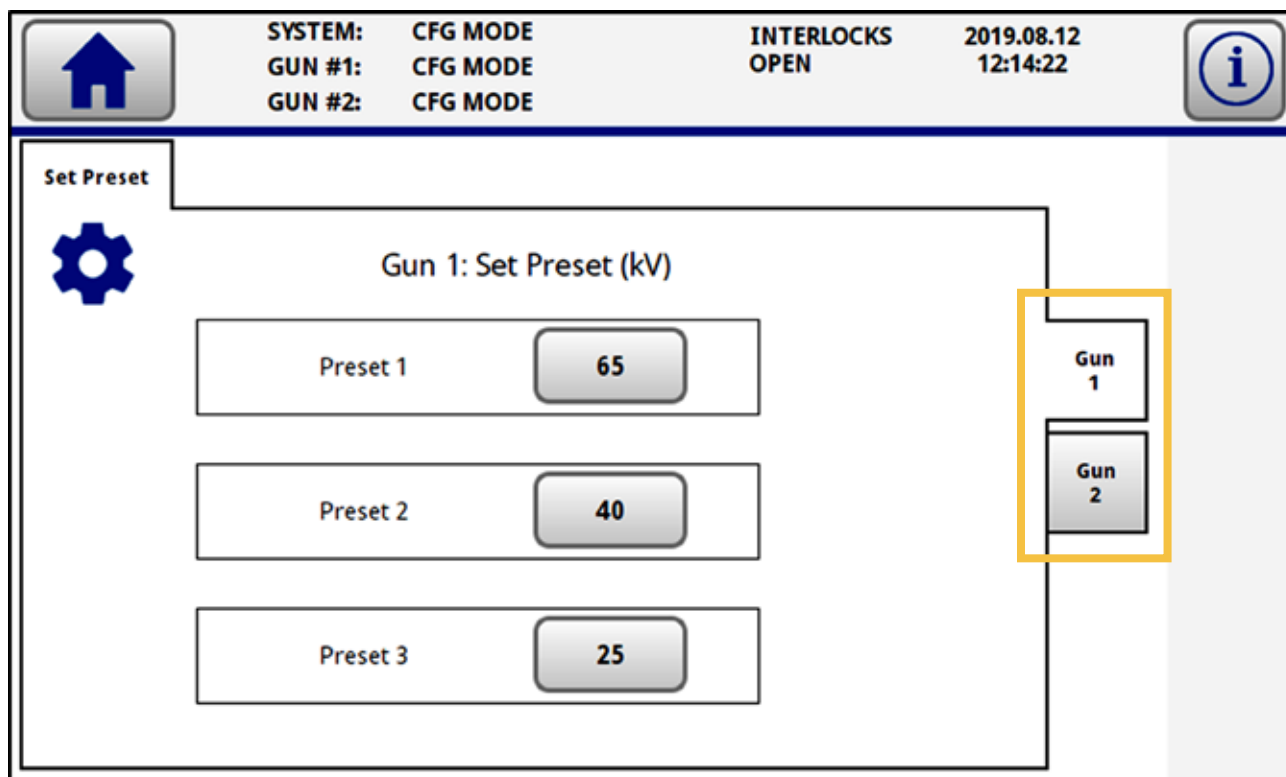 SYSTEM: CFG MODE
GUN #1: CFG MODE
GUN #2: CFG MODE
INTERLOCKS
OPEN
2019.08.12
12:14:22
i
Set Preset
Gun 1: Set Preset (kV)
Preset 1 65
Preset 2 40
Preset 3 25
Gun
1
Gun
2